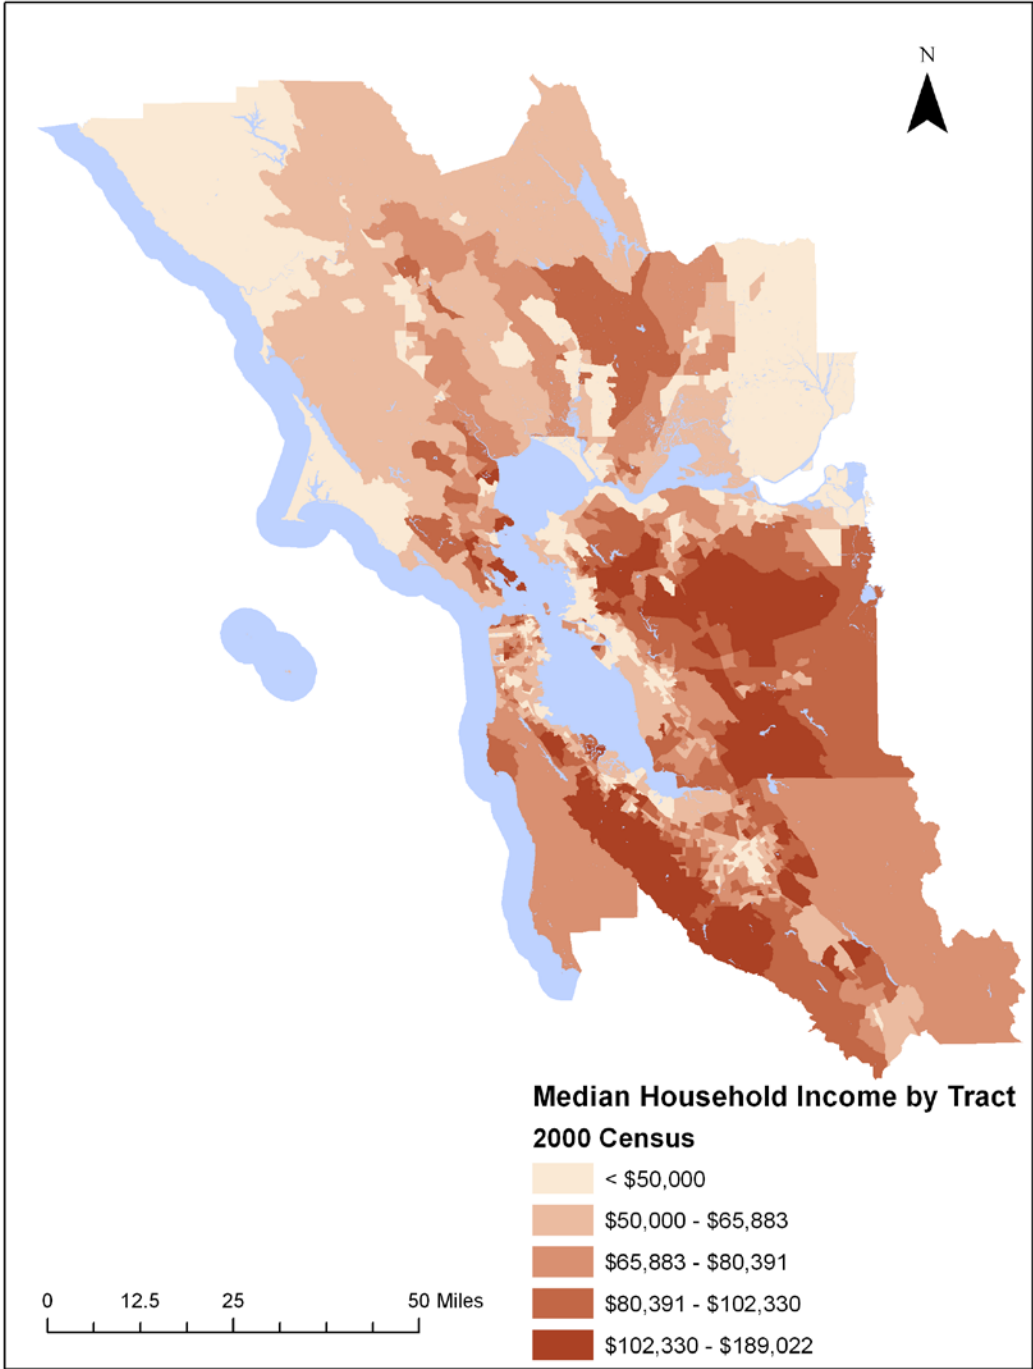 N
Median Household Income by Tract
2000 Census
< $50,000
$50,000 - $65,883
$65,883 - $80,391
$80,391 - $102,330
$102,330 - $189,022
0 12.5 25 50 Miles